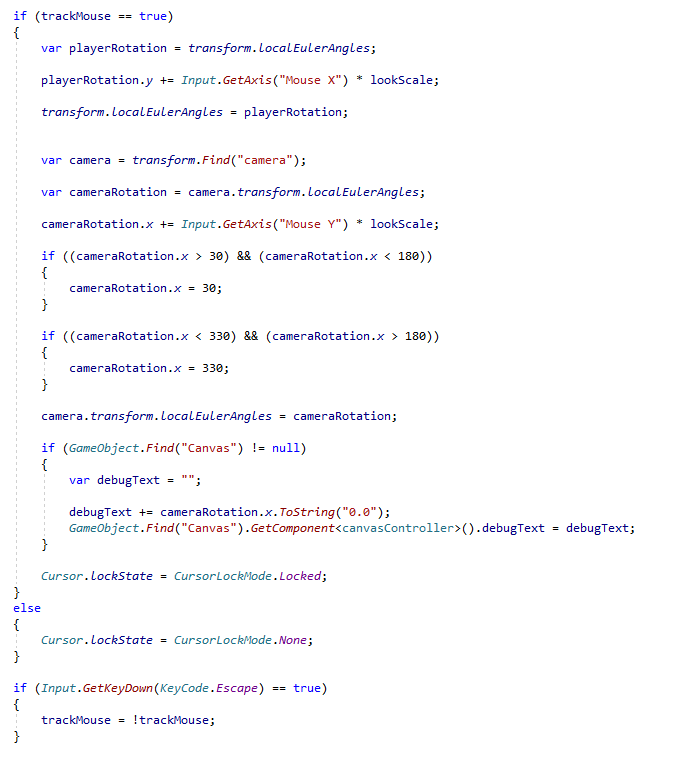 if (trackMouse == true)
{
    var playerRotation = transform.localEulerAngles;

    playerRotation.y += Input.GetAxis("Mouse X") * lookScale;

    transform.localEulerAngles = playerRotation;


    var camera = transform.Find("camera");

    var cameraRotation = camera.transform.localEulerAngles;

    cameraRotation.x += Input.GetAxis("Mouse Y") * lookScale;

    if ((cameraRotation.x > 30) && (cameraRotation.x < 180))
    {
        cameraRotation.x = 30;
    }

    if ((cameraRotation.x < 330) && (cameraRotation.x > 180))
    {
        cameraRotation.x = 330;
    }

    camera.transform.localEulerAngles = cameraRotation;

    if (GameObject.Find("Canvas") != null)
    {
        var debugText = "";

        debugText += cameraRotation.x.ToString("0.0");
        GameObject.Find("Canvas").GetComponent<canvasController>().debugText = debugText;
    }

    Cursor.lockState = CursorLockMode.Locked;
}
else
{
    Cursor.lockState = CursorLockMode.None;
}

if (Input.GetKeyDown(KeyCode.Escape) == true)
{
    trackMouse = !trackMouse;
}